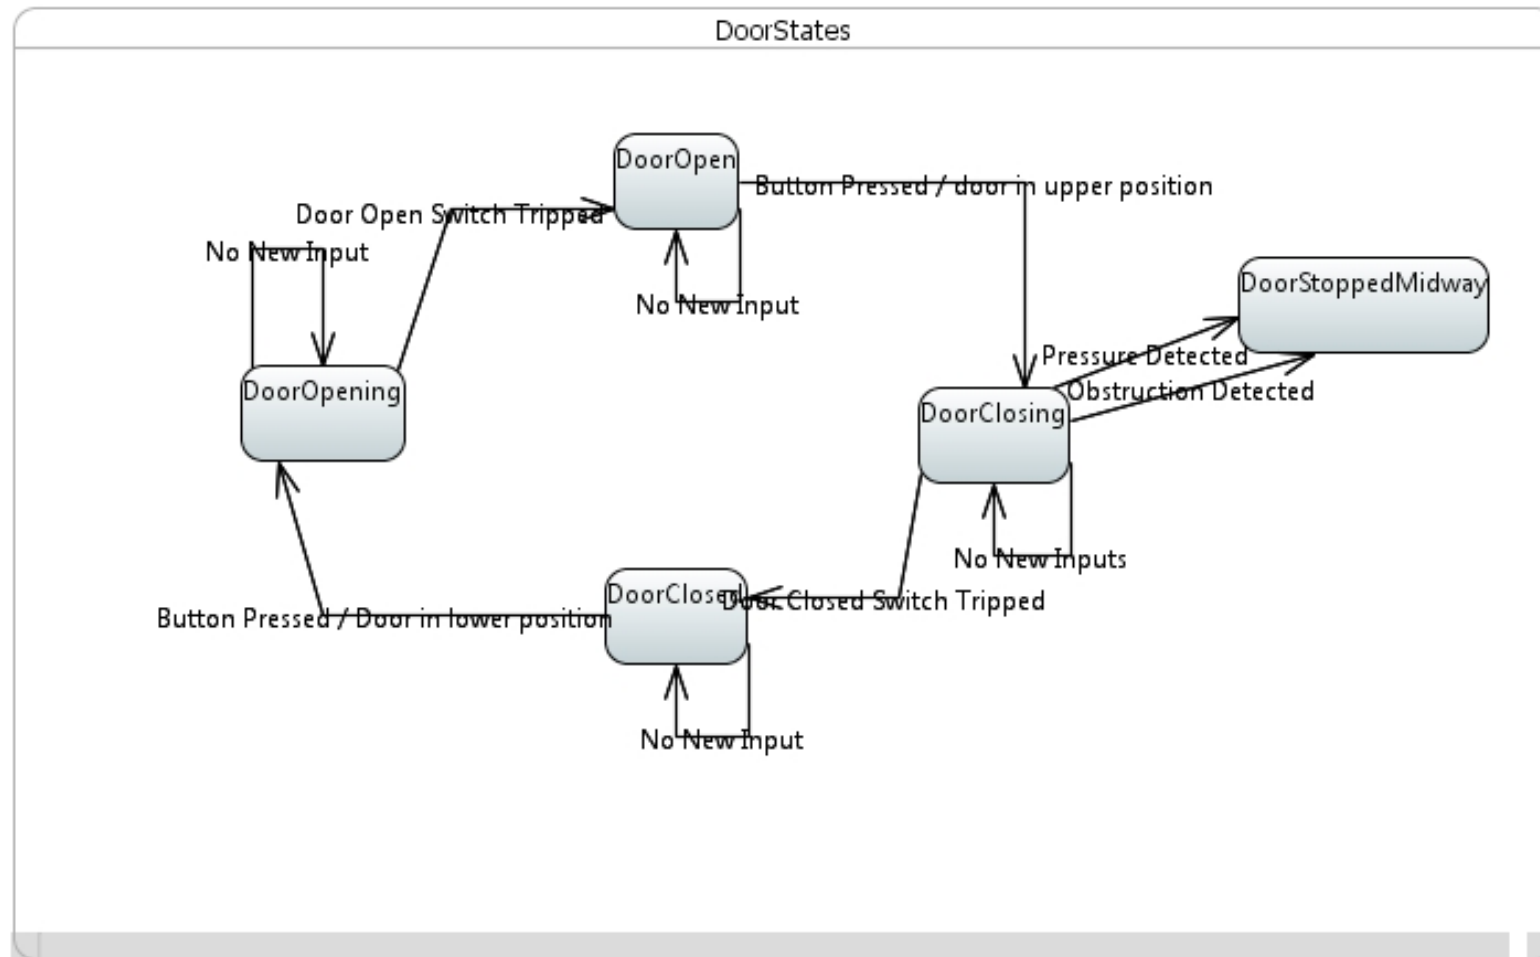 DoorStates
DoorOpen
Button Pressed / door in upper position
Door Open Switch Tripped
No New Input
No New Input
DoorStoppedMidway
Pressure Detected
Obstruction Detected
DoorOpening
DoorClosing
No New Inputs
DoorClosed
Door Closed Switch Tripped
Button Pressed / Door in lower position
No New Input